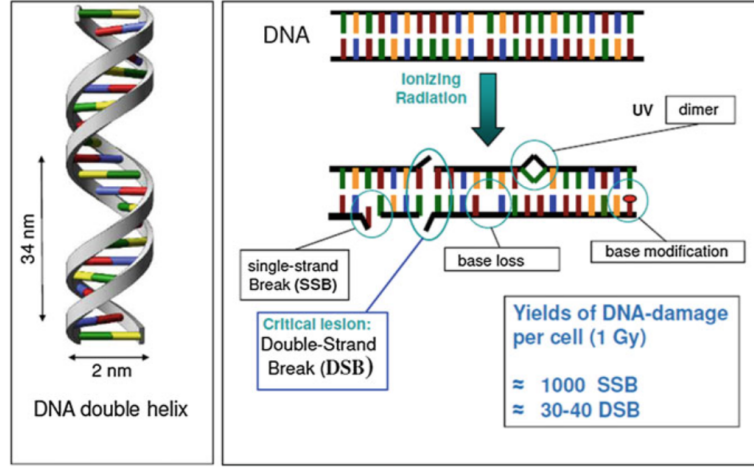 34 nm
2 nm
DNA double helix
DNA
Ionizing
Radiation
UV
dimer
single-strand
Break (SSB)
base loss
base modification
Critical lesion:
Double-Strand
Break (DSB)
Yields of DNA-damage
per cell (1 Gy)
≈ 1000 SSB
≈ 30-40 DSB